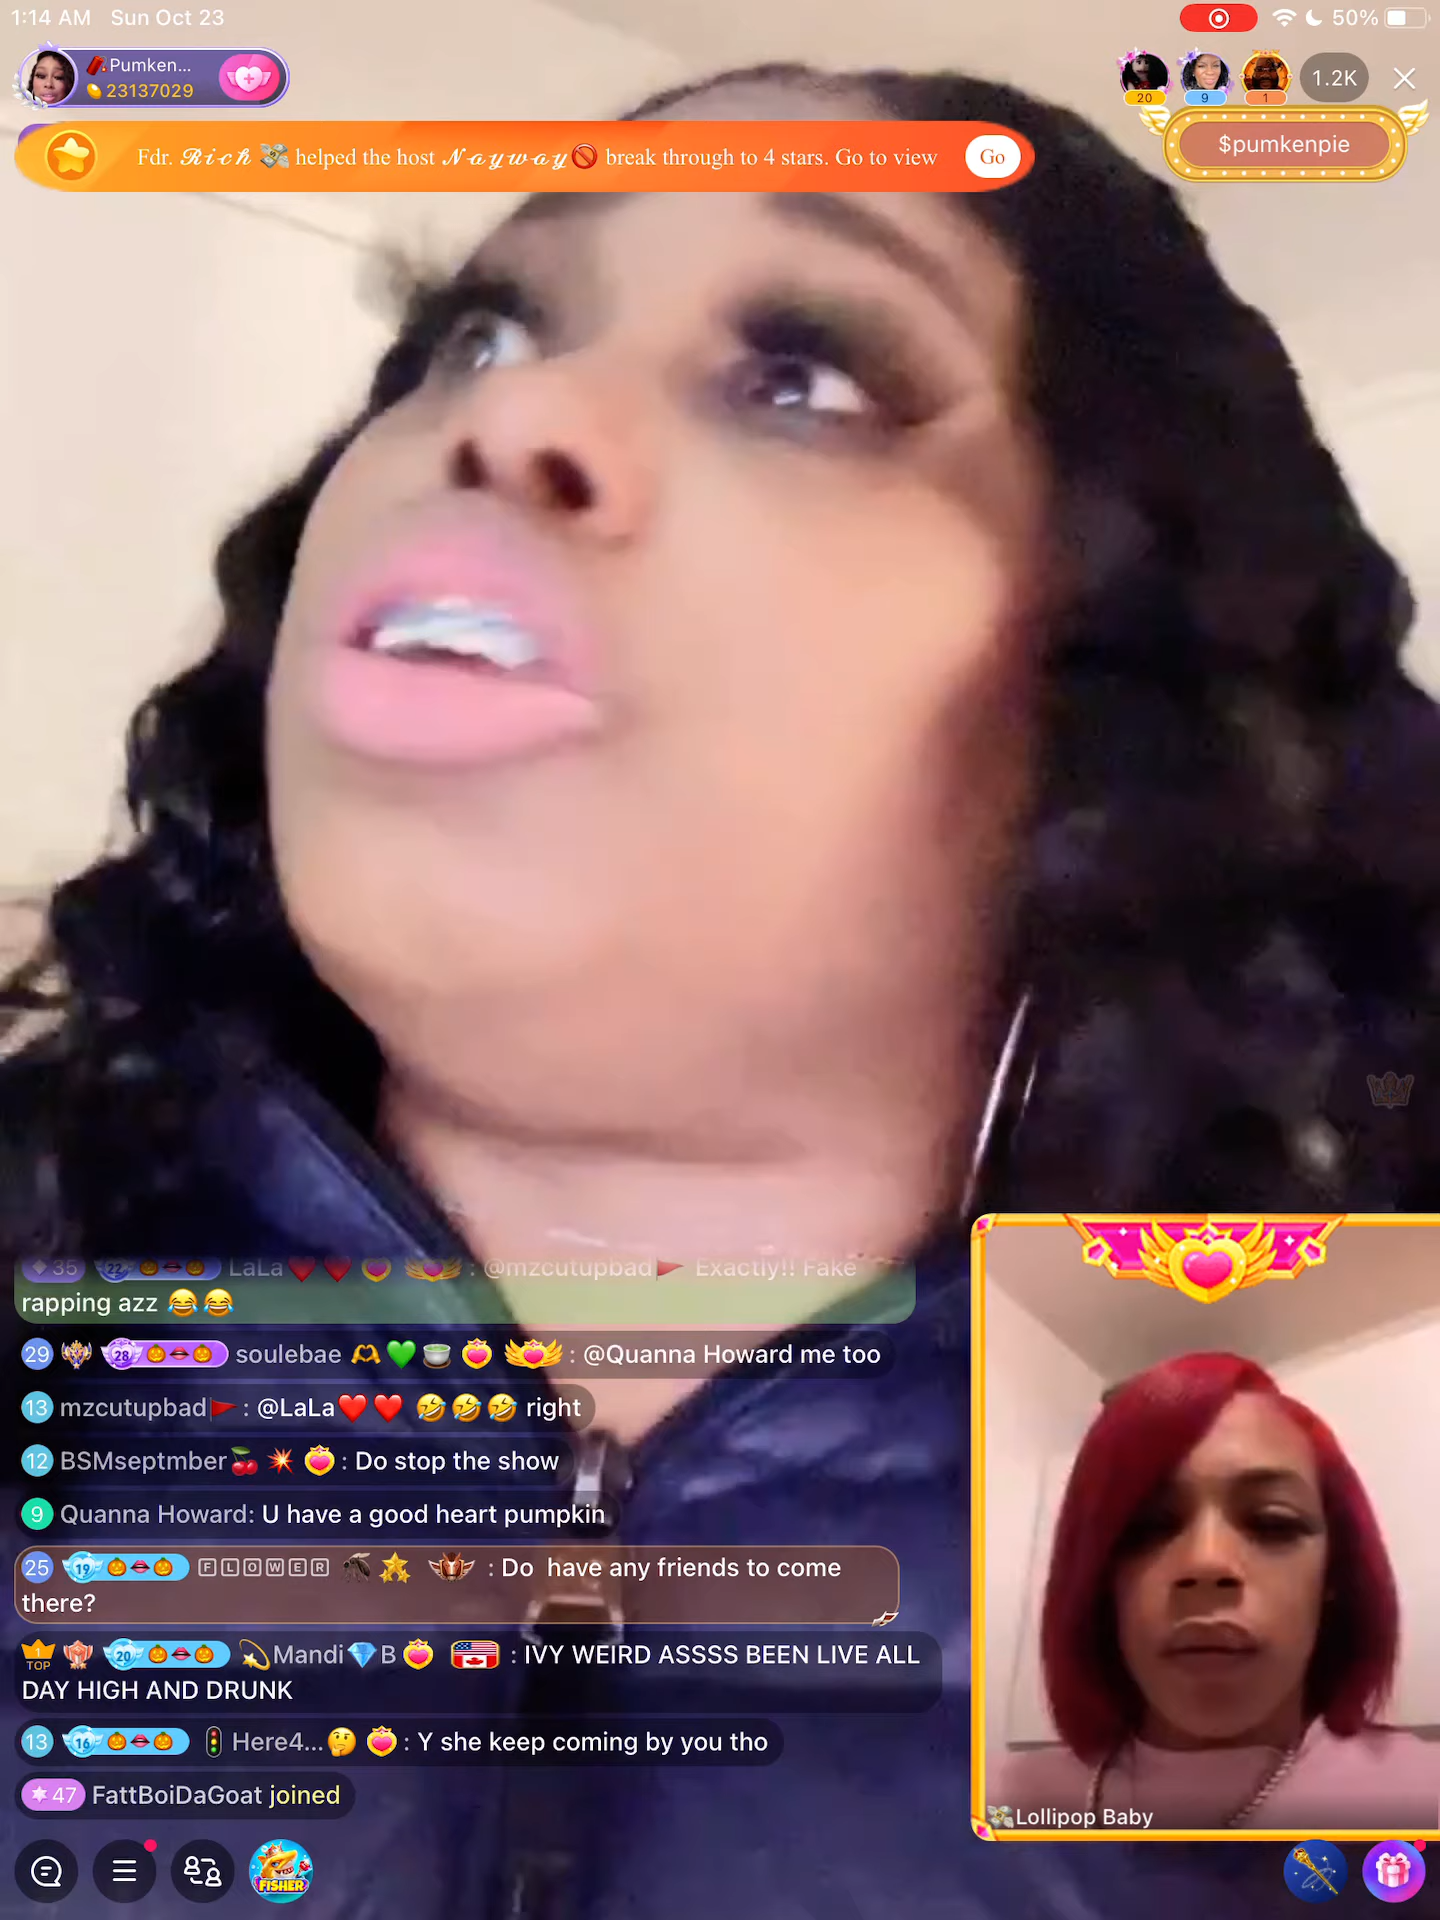 1:14 AM Sun Oct 23
50%
Pumken...
23137029
20
9
1
1.2K
Fdr. Rich helped the host Nayway break through to 4 stars. Go to view
Go
$pumkenpie
35 22 LaLa : @mzcutupbad Exactly!! Fake
rapping azz
29 28 soulebae : @Quanna Howard me too
13 mzcutupbad : @LaLa right
12 BSMseptmber : Do stop the show
9 Quanna Howard: U have a good heart pumpkin
25 19 FLOWER : Do have any friends to come
there?
1 TOP 20 Mandi B : IVY WEIRD ASSSS BEEN LIVE ALL
DAY HIGH AND DRUNK
13 16 Here4... : Y she keep coming by you tho
47 FattBoiDaGoat joined
Lollipop Baby
FISHER